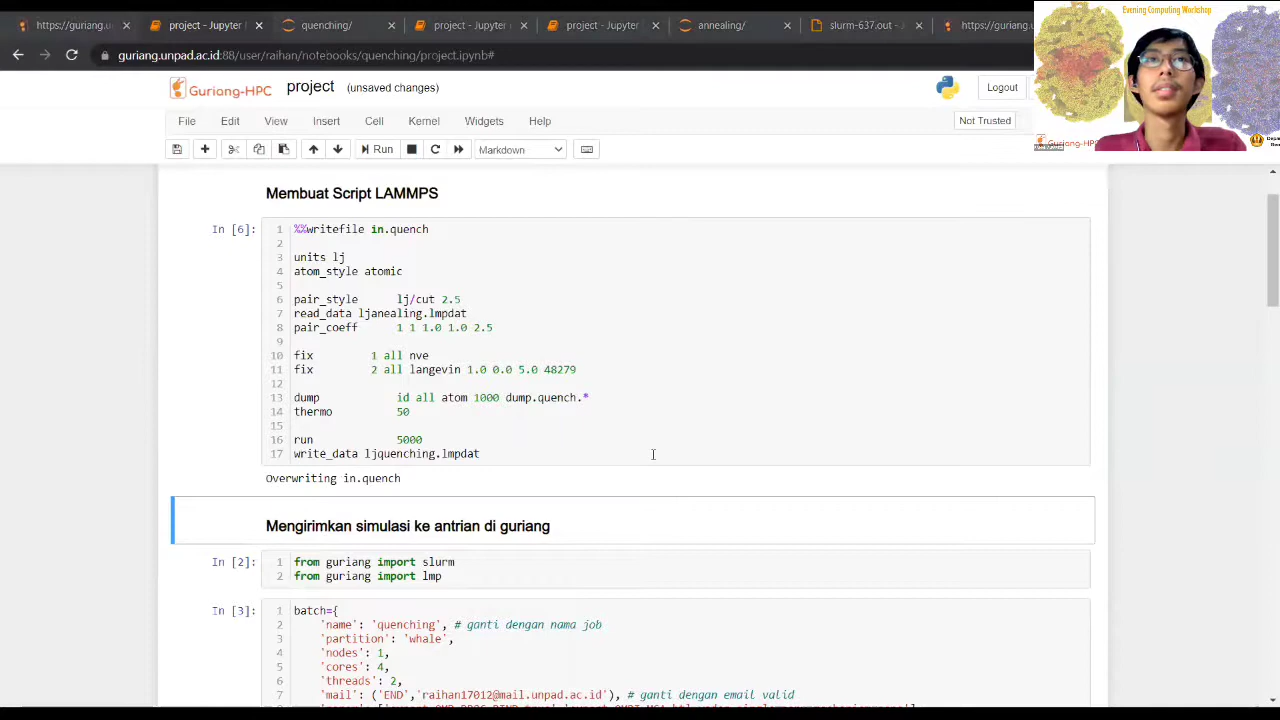 https://guriang.u
project - Jupyter
quenching
project - Jupyter
dennealing
slurm-637.out
https://guriang.u
guriang.unpad.ac.id:88/user/raihan/notebooks/quenching/project.ipynb#
Evening Computing Workshop
Guriang-HPC
Guriang-HPC project (unsaved changes)
Logout
File Edit View Insert Cell Kernel Widgets Help
Not Trusted
Run
Markdown
Membuat Script LAMMPS
In [6]:
1 %%writefile in.quench
2
3 units lj
4 atom_style atomic
5
6 pair_style lj/cut 2.5
7 read_data ljanealing.lmpdat
8 pair_coeff 1 1 1.0 1.0 2.5
9
10 fix 1 all nve
11 fix 2 all langevin 1.0 0.0 5.0 48279
12
13 dump id all atom 1000 dump.quench.*
14 thermo 50
15
16 run 5000
17 write_data ljquenching.lmpdat
Overwriting in.quench
Mengirimkan simulasi ke antrian di guriang
In [2]:
1 from guriang import slurm
2 from guriang import lmp
In [3]:
1 batch={
2 'name': 'quenching', # ganti dengan nama job
3 'partition': 'whale',
4 'nodes': 1,
5 'cores': 4,
6 'threads': 2,
7 'mail': ('END','raihan17012@mail.unpad.ac.id'), # ganti dengan email valid